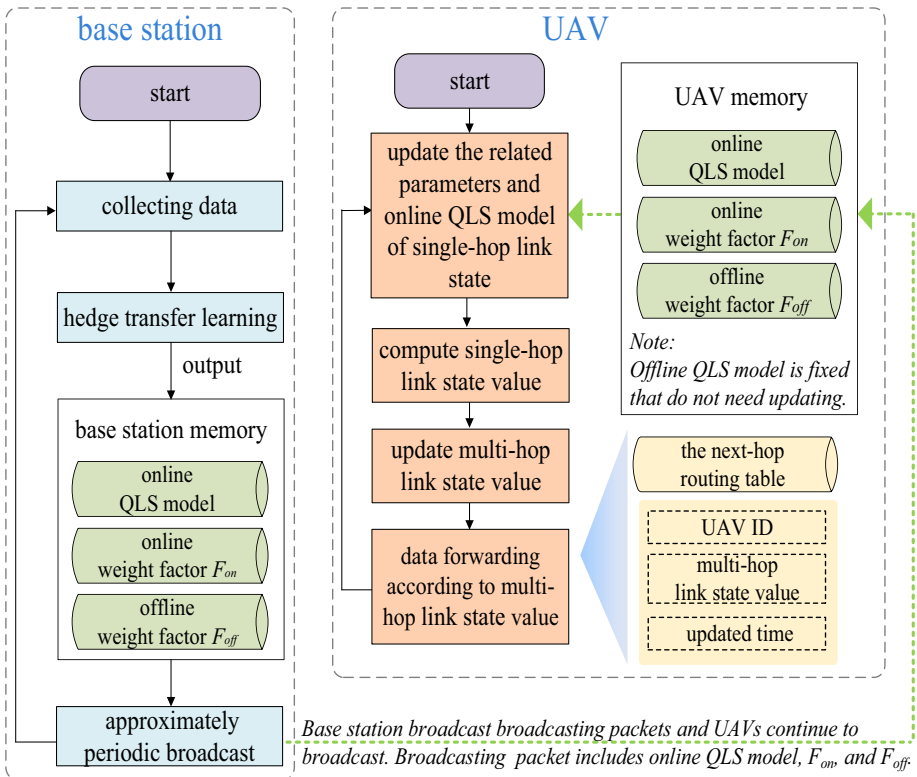 base station
start
collecting data
hedge transfer learning
output
base station memory
online
QLS model
online
weight factor Fon
offline
weight factor Foff
approximately
periodic broadcast
UAV
start
update the related
parameters and
online QLS model
of single-hop link
state
compute single-hop
link state value
update multi-hop
link state value
data forwarding
according to multi-
hop link state value
UAV memory
online
QLS model
online
weight factor Fon
offline
weight factor Foff
Note:
Offline QLS model is fixed
that do not need updating.
the next-hop
routing table
UAV ID
multi-hop
link state value
updated time
Base station broadcast broadcasting packets and UAVs continue to
broadcast. Broadcasting packet includes online QLS model, Fon, and Foff.